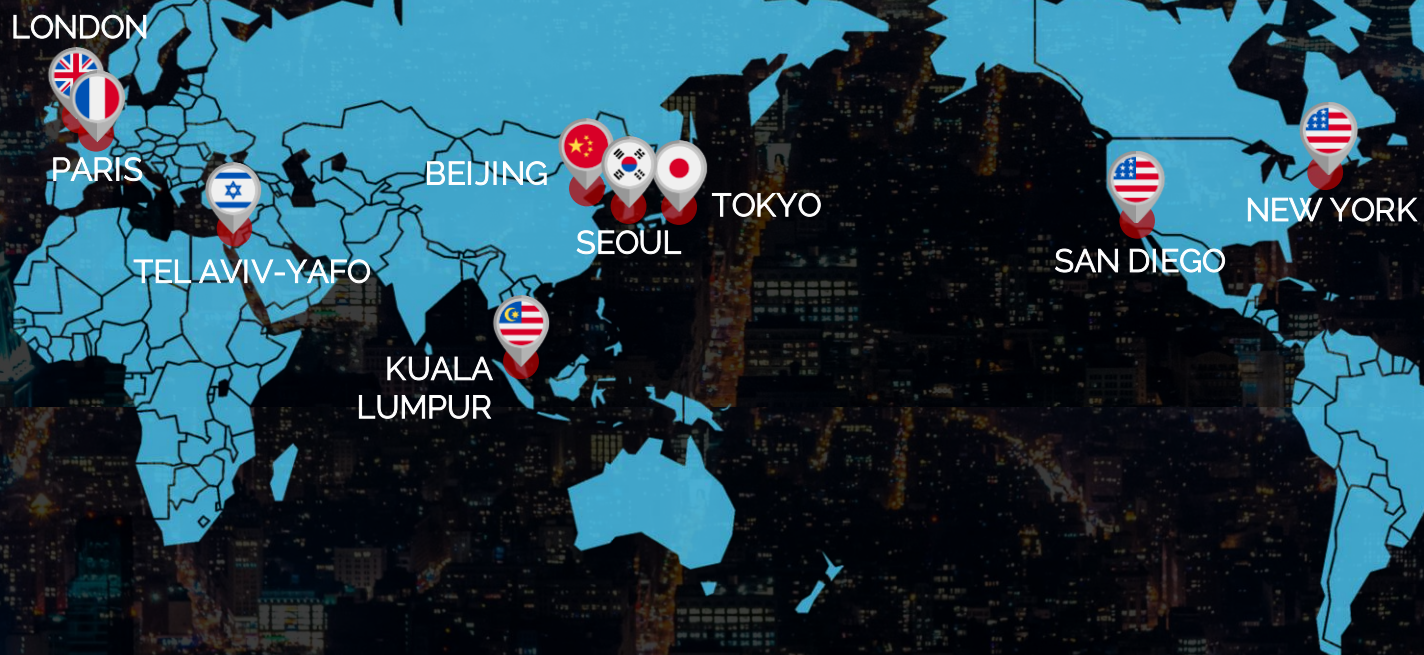 LONDON
PARIS
BEIJING
TOKYO
NEW YORK
SEOUL
SAN DIEGO
TEL AVIV-YAFO
KUALA
LUMPUR